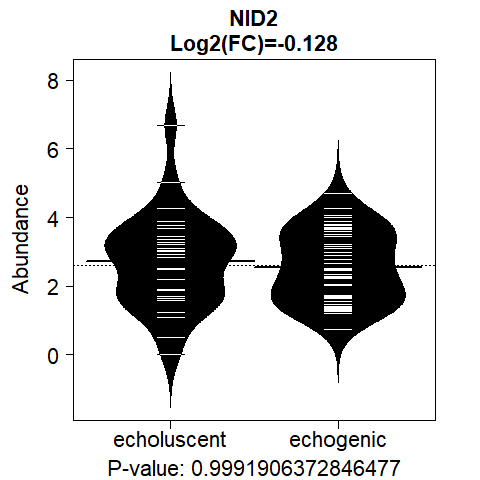 NID2
Log2(FC)=-0.128
8
6
4
2
0
Abundance
echoluscent echogenic
P-value: 0.9991906372846477